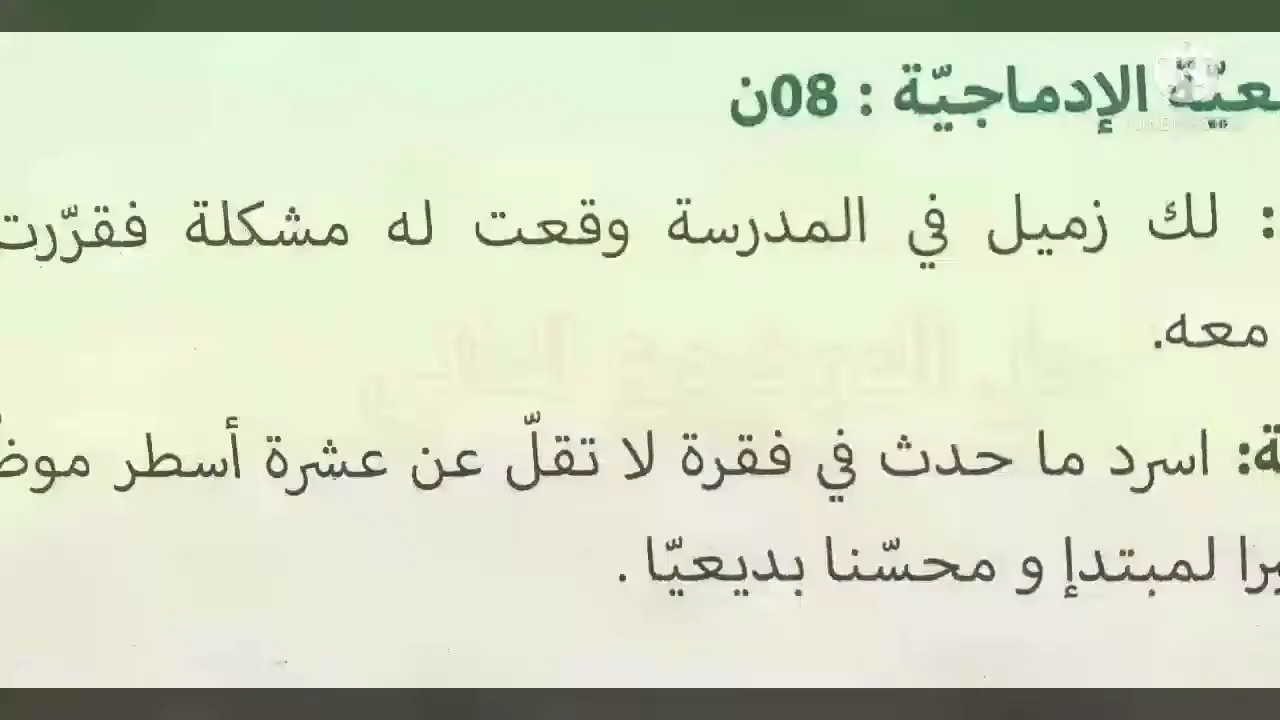 الإدماجيّة : 08ن
: لك زميل في المدرسة وقعت له مشكلة فقرّرت
معه.
اسرد ما حدث في فقرة لا تقلّ عن عشرة أسطر
لمبتدإ و محسّنا بديعيّا .